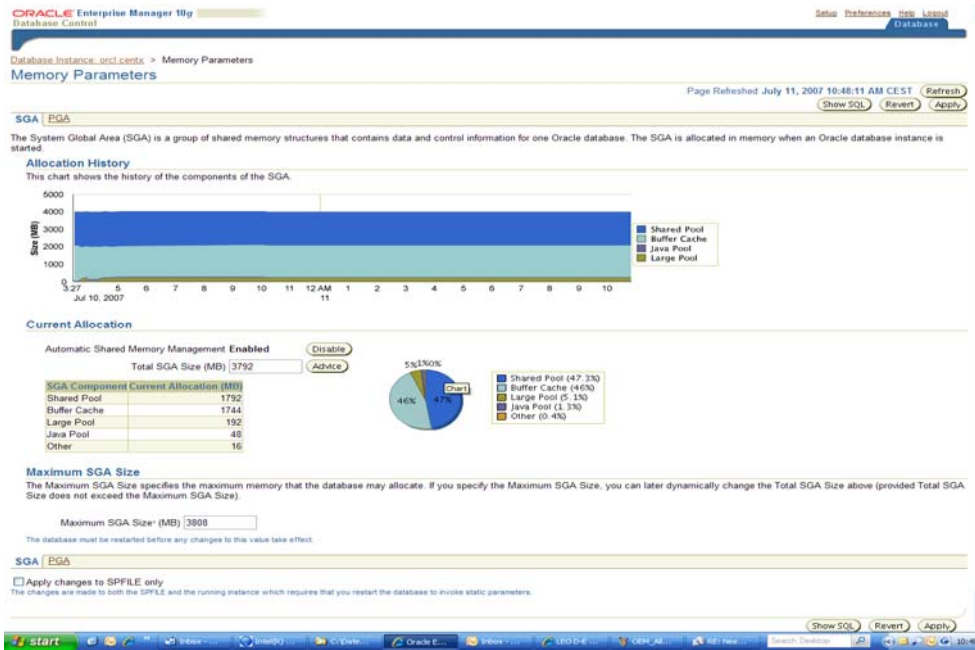 ORACLE Enterprise Manager 10g
Database Control
Setup Preferences Help Logout
Database
Database Instance: orcl.centx > Memory Parameters
Memory Parameters
Page Refreshed July 11, 2007 10:48:11 AM CEST Refresh
Show SQL Revert Apply
SGA PGA
The System Global Area (SGA) is a group of shared memory structures that contains data and control information for one Oracle database. The SGA is allocated in memory when an Oracle database instance is
started.
Allocation History
This chart shows the history of the components of the SGA.
Size (MB)
5000
4000
3000
2000
1000
0
3:27 5 6 7 8 9 10 11 12 AM 1 2 3 4 5 6 7 8 9 10
Jul 10, 2007 11
Shared Pool
Buffer Cache
Java Pool
Large Pool
Current Allocation
Automatic Shared Memory Management Enabled Disable
Total SGA Size (MB) 3792 Advice
SGA Component Current Allocation (MB)
Shared Pool 1792
Buffer Cache 1744
Large Pool 192
Java Pool 48
Other 16
5% 1% 0%
46% 47%
Chart
Shared Pool (47.3%)
Buffer Cache (46%)
Large Pool (5.1%)
Java Pool (1.3%)
Other (0.4%)
Maximum SGA Size
The Maximum SGA Size specifies the maximum memory that the database may allocate. If you specify the Maximum SGA Size, you can later dynamically change the Total SGA Size above (provided Total SGA
Size does not exceed the Maximum SGA Size).
Maximum SGA Size* (MB) 3808
The database must be restarted before any changes to this value take effect.
SGA PGA
Apply changes to SPFILE only
The changes are made to both the SPFILE and the running instance which requires that you restart the database to invoke static parameters.
Show SQL Revert Apply
start Inbox - ... Intel(R) ... C:\Date... Oracle E... Inbox - ... LEO D-E ... OEM_Al... RE: Nee... Search Desktop